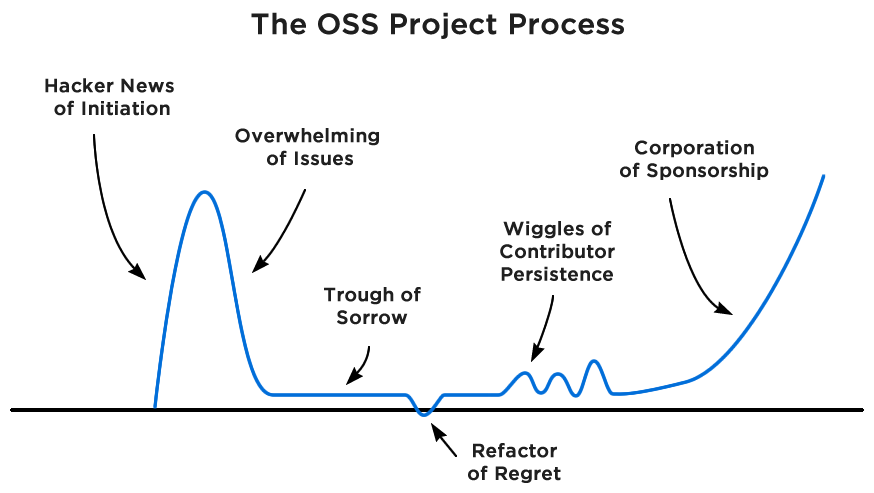 The OSS Project Process
Hacker News
of Initiation
Overwhelming
of Issues
Trough of
Sorrow
Refactor
of Regret
Wiggles of
Contributor
Persistence
Corporation
of Sponsorship